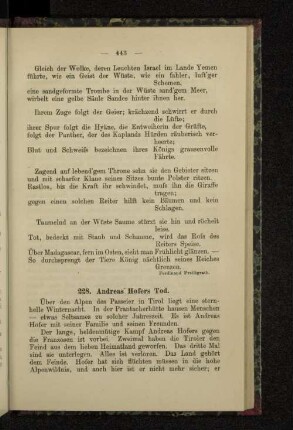 — 443 —
Gleich der Wolke, deren Leuchten Israel im Lande Yemen
führte, wie ein Geist der Wüste, wie ein fahler, luft'ger
Schemen,
eine sandgeformte Trombe in der Wüste sand'gem Meer,
wirbelt eine gelbe Säule Sandes hinter ihnen her.
Ihrem Zuge folgt der Geier; krächzend schwirrt er durch
die Lüfte;
ihrer Spur folgt die Hyäne, die Entweiherin der Grüfte,
folgt der Panther, der des Kaplands Hürden räuberisch ver-
heerte;
Blut und Schweiß bezeichnen ihres Königs grausenvolle
Fährte.
Zagend auf lebend'gem Throne sehn sie den Gebieter sitzen
und mit scharfer Klaue seines Sitzes bunte Polster ritzen.
Rastlos, bis die Kraft ihr schwindet, muß ihn die Giraffe
tragen;
gegen einen solchen Reiter hilft kein Bäumen und kein
Schlagen.
Taumelnd an der Wüste Saume stürzt sie hin und röchelt
leise.
Tot, bedeckt mit Staub und Schaume, wird das Roß des
Reiters Speise.
Über Madagaskar, fern im Osten, sieht man Frühlicht glänzen. —
So durchsprengt der Tiere König nächtlich seines Reiches
Grenzen.
Ferdinand Freiligrath.
228. Andreas Hofers Tod.
Über den Alpen des Passeier in Tirol liegt eine stern-
helle Winternacht. In der Prantacherhütte hausen Menschen
— etwas Seltsames zu solcher Jahreszeit. Es ist Andreas
Hofer mit seiner Familie und seinen Freunden.
Der lange, heldenmütige Kampf Andreas Hofers gegen
die Franzosen ist vorbei. Zweimal haben die Tiroler den
Feind aus dem lieben Heimatland geworfen. Das dritte Mal
sind sie unterlegen. Alles ist verloren. Das Land gehört
dem Feinde. Hofer hat sich flüchten müssen in die hohe
Alpenwildnis, und auch hier ist er nicht mehr sicher; er